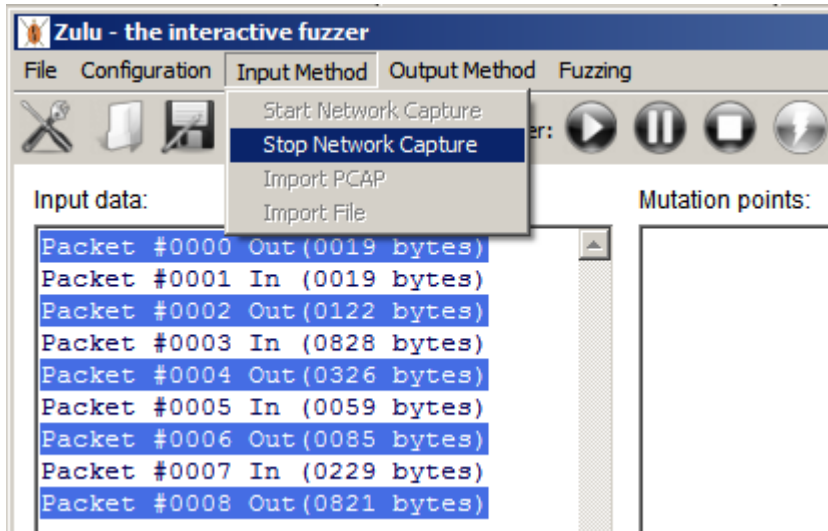 Zulu - the interactive fuzzer
File Configuration Input Method Output Method Fuzzing
Start Network Capture
Stop Network Capture
Import PCAP
Import File
er:
Input data:
Mutation points:
Packet #0000 Out(0019 bytes)
Packet #0001 In (0019 bytes)
Packet #0002 Out(0122 bytes)
Packet #0003 In (0828 bytes)
Packet #0004 Out(0326 bytes)
Packet #0005 In (0059 bytes)
Packet #0006 Out(0085 bytes)
Packet #0007 In (0229 bytes)
Packet #0008 Out(0821 bytes)